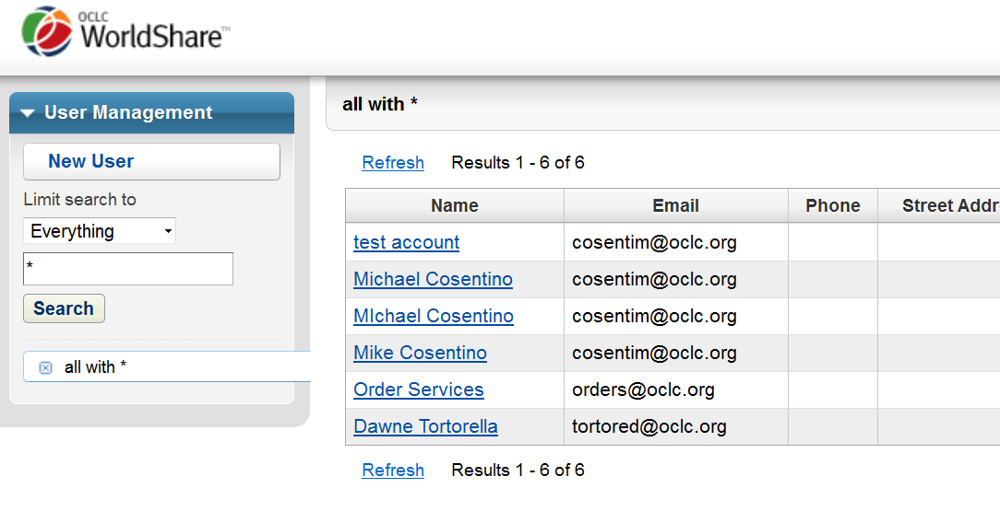 OCLC
WorldShare™
User Management
New User
Limit search to
Everything
*
Search
all with *
all with *
Refresh Results 1 - 6 of 6
Name Email Phone Street Addr
test account cosentim@oclc.org
Michael Cosentino cosentim@oclc.org
MIchael Cosentino cosentim@oclc.org
Mike Cosentino cosentim@oclc.org
Order Services orders@oclc.org
Dawne Tortorella tortored@oclc.org
Refresh Results 1 - 6 of 6